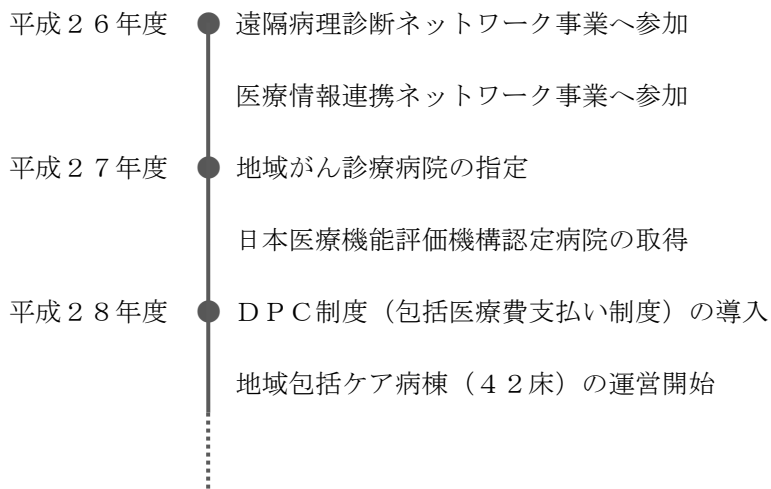 平成２６年度 遠隔病理診断ネットワーク事業へ参加
医療情報連携ネットワーク事業へ参加
平成２７年度 地域がん診療病院の指定
日本医療機能評価機構認定病院の取得
平成２８年度 ＤＰＣ制度（包括医療費支払い制度）の導入
地域包括ケア病棟（４２床）の運営開始